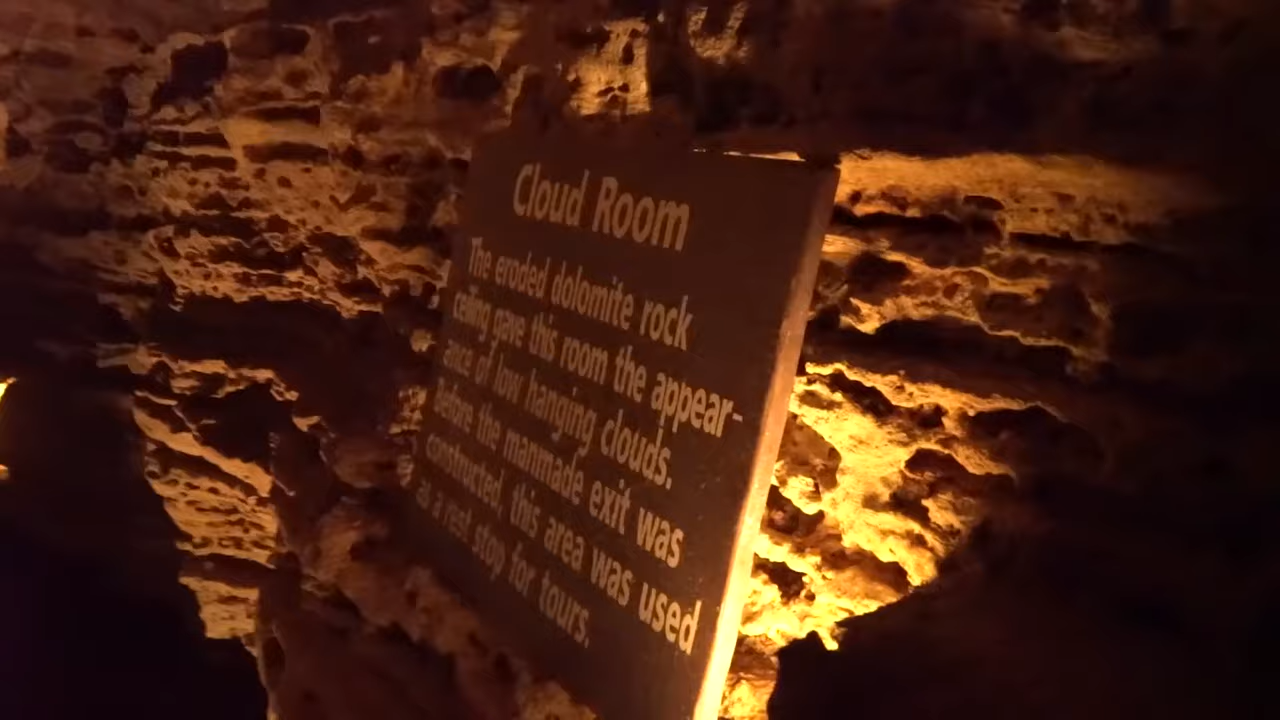 Cloud Room
The eroded dolomite rock
ceiling gave this room the appear-
ance of low hanging clouds.
Before the manmade exit was
constructed, this area was used
as a rest stop for tours.